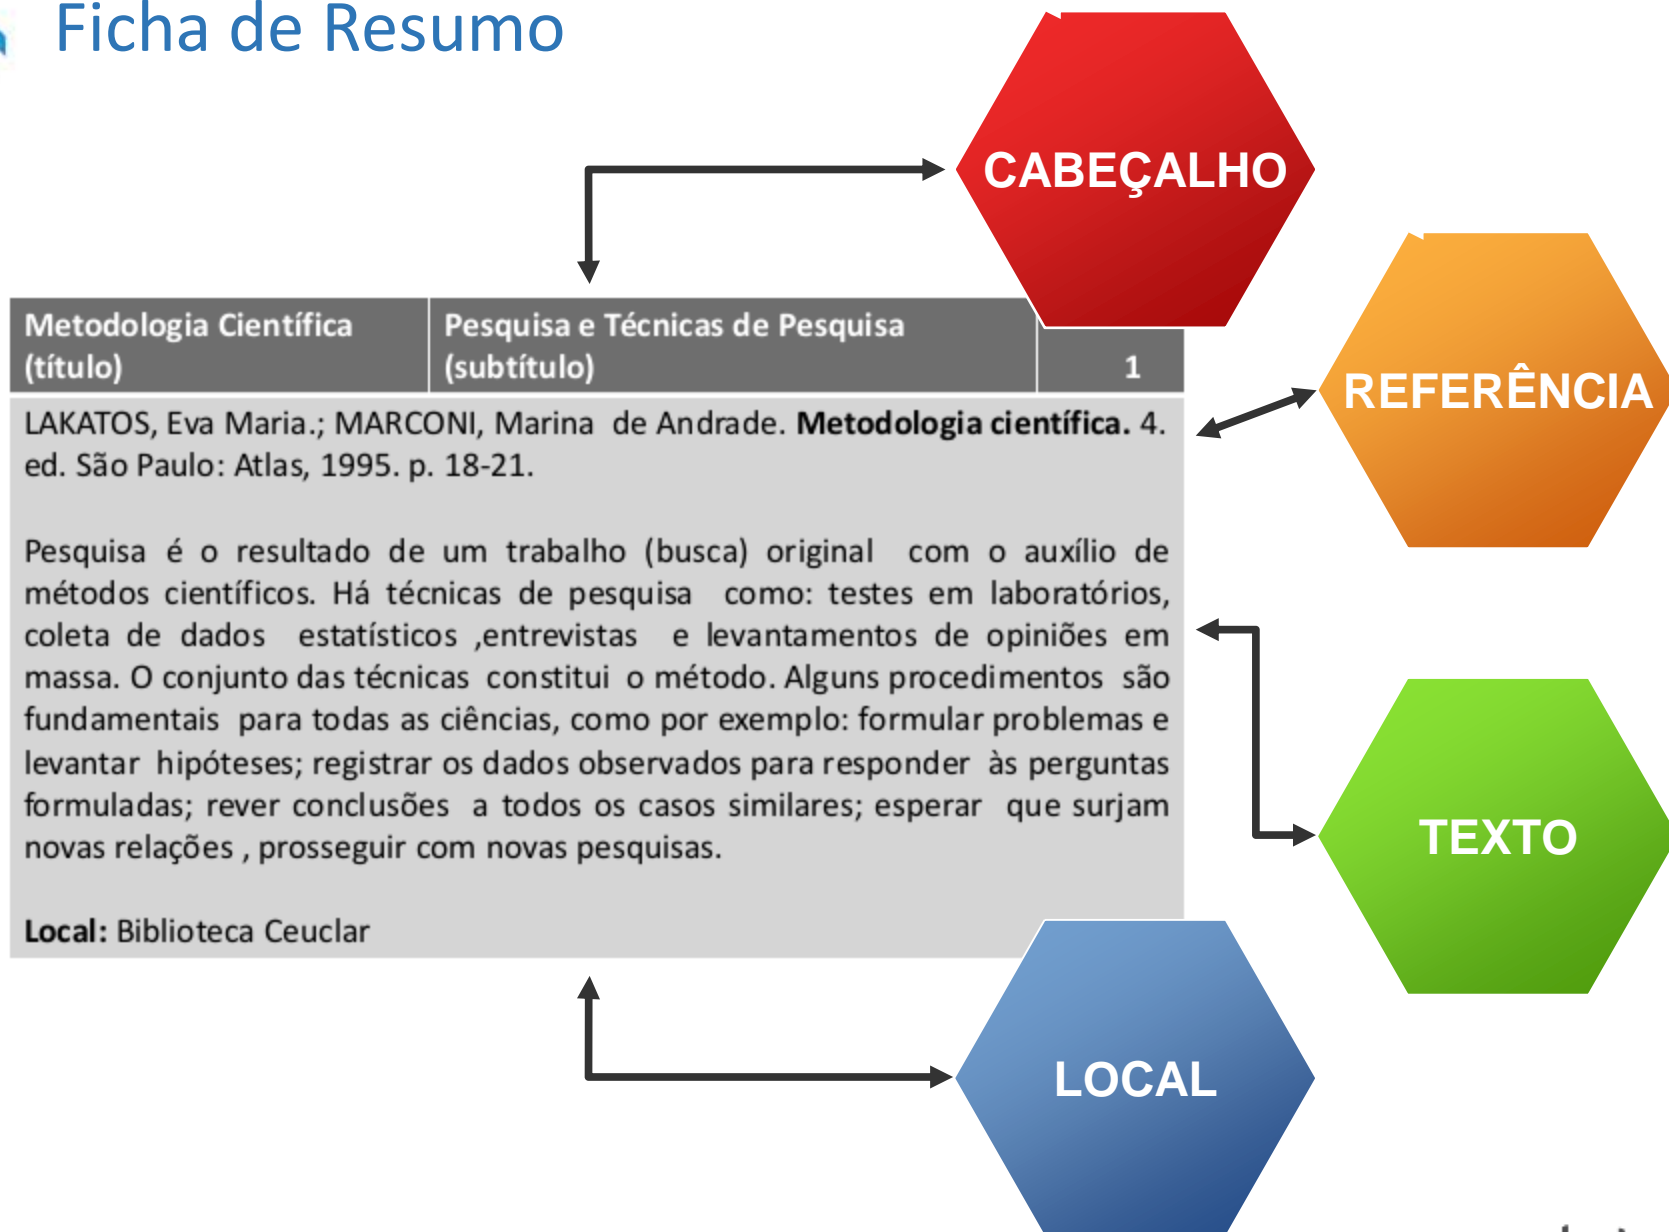 Ficha de Resumo
CABEÇALHO
Metodologia Científica
(título)
Pesquisa e Técnicas de Pesquisa
(subtítulo)
1
REFERÊNCIA
LAKATOS, Eva Maria.; MARCONI, Marina de Andrade. Metodologia científica. 4.
ed. São Paulo: Atlas, 1995. p. 18-21.
Pesquisa é o resultado de um trabalho (busca) original com o auxílio de
métodos científicos. Há técnicas de pesquisa como: testes em laboratórios,
coleta de dados estatísticos ,entrevistas e levantamentos de opiniões em
massa. O conjunto das técnicas constitui o método. Alguns procedimentos são
fundamentais para todas as ciências, como por exemplo: formular problemas e
levantar hipóteses; registrar os dados observados para responder às perguntas
formuladas; rever conclusões a todos os casos similares; esperar que surjam
novas relações , prosseguir com novas pesquisas.
TEXTO
Local: Biblioteca Ceuclar
LOCAL